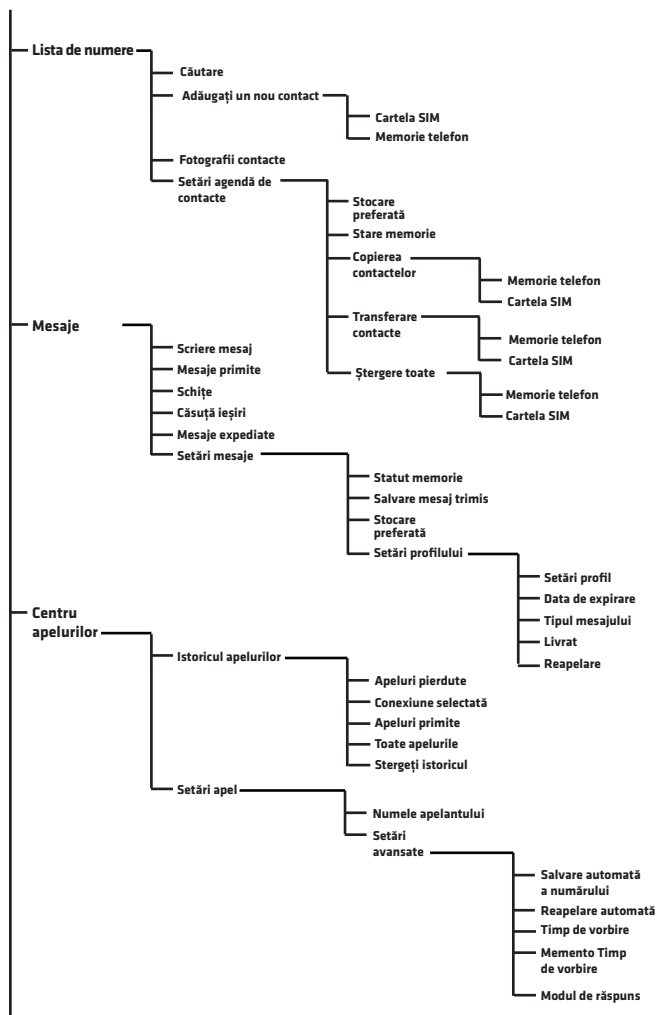 Lista de numere
Căutare
Adăugați un nou contact
Cartela SIM
Memorie telefon
Fotografii contacte
Setări agendă de
contacte
Stocare
preferată
Stare memorie
Copierea
contactelor
Memorie telefon
Cartela SIM
Transferare
contacte
Memorie telefon
Cartela SIM
Ștergere toate
Memorie telefon
Cartela SIM
Mesaje
Scriere mesaj
Mesaje primite
Schițe
Căsuță ieșiri
Mesaje expediate
Setări mesaje
Statut memorie
Salvare mesaj trimis
Stocare
preferată
Setări profilului
Setări profil
Data de expirare
Tipul mesajului
Livrat
Reapelare
Centru
apelurilor
Istoricul apelurilor
Apeluri pierdute
Conexiune selectată
Apeluri primite
Toate apelurile
Stergeți istoricul
Setări apel
Numele apelantului
Setări
avansate
Salvare automată
a numărului
Reapelare automată
Timp de vorbire
Memento Timp
de vorbire
Modul de răspuns